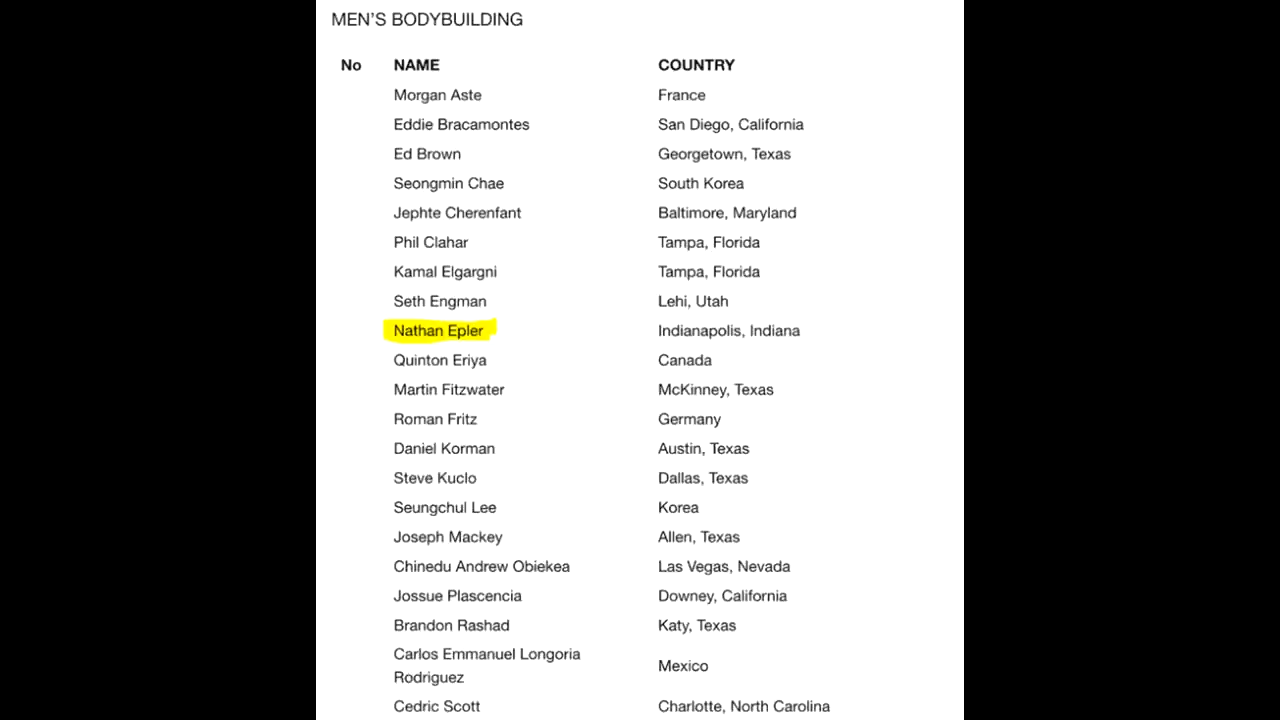 MEN'S BODYBUILDING
No NAME COUNTRY
Morgan Aste France
Eddie Bracamontes San Diego, California
Ed Brown Georgetown, Texas
Seongmin Chae South Korea
Jephte Cherenfant Baltimore, Maryland
Phil Clahar Tampa, Florida
Kamal Elgargni Tampa, Florida
Seth Engman Lehi, Utah
Nathan Epler Indianapolis, Indiana
Quinton Eriya Canada
Martin Fitzwater McKinney, Texas
Roman Fritz Germany
Daniel Korman Austin, Texas
Steve Kuclo Dallas, Texas
Seungchul Lee Korea
Joseph Mackey Allen, Texas
Chinedu Andrew Obiekea Las Vegas, Nevada
Jossue Plascencia Downey, California
Brandon Rashad Katy, Texas
Carlos Emmanuel Longoria
Rodriguez Mexico
Cedric Scott Charlotte, North Carolina